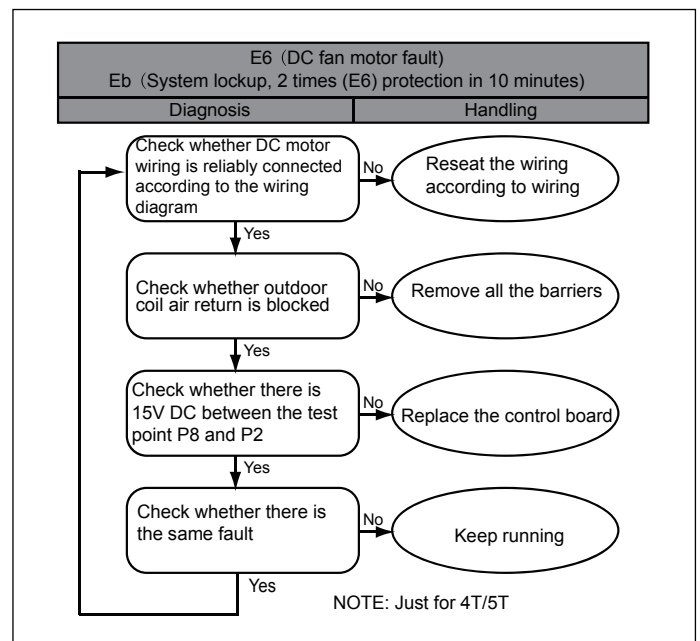 E6（DC fan motor fault)
Eb（System lockup, 2 times (E6) protection in 10 minutes)
Diagnosis
Handling
Check whether DC motor
wiring is reliably connected
according to the wiring
diagram
No
Reseat the wiring
according to wiring
Yes
Check whether outdoor
coil air return is blocked
No
Remove all the barriers
Yes
Check whether there is
15V DC between the test
point P8 and P2
No
Replace the control board
Yes
Check whether there is
the same fault
No
Keep running
Yes
NOTE: Just for 4T/5T